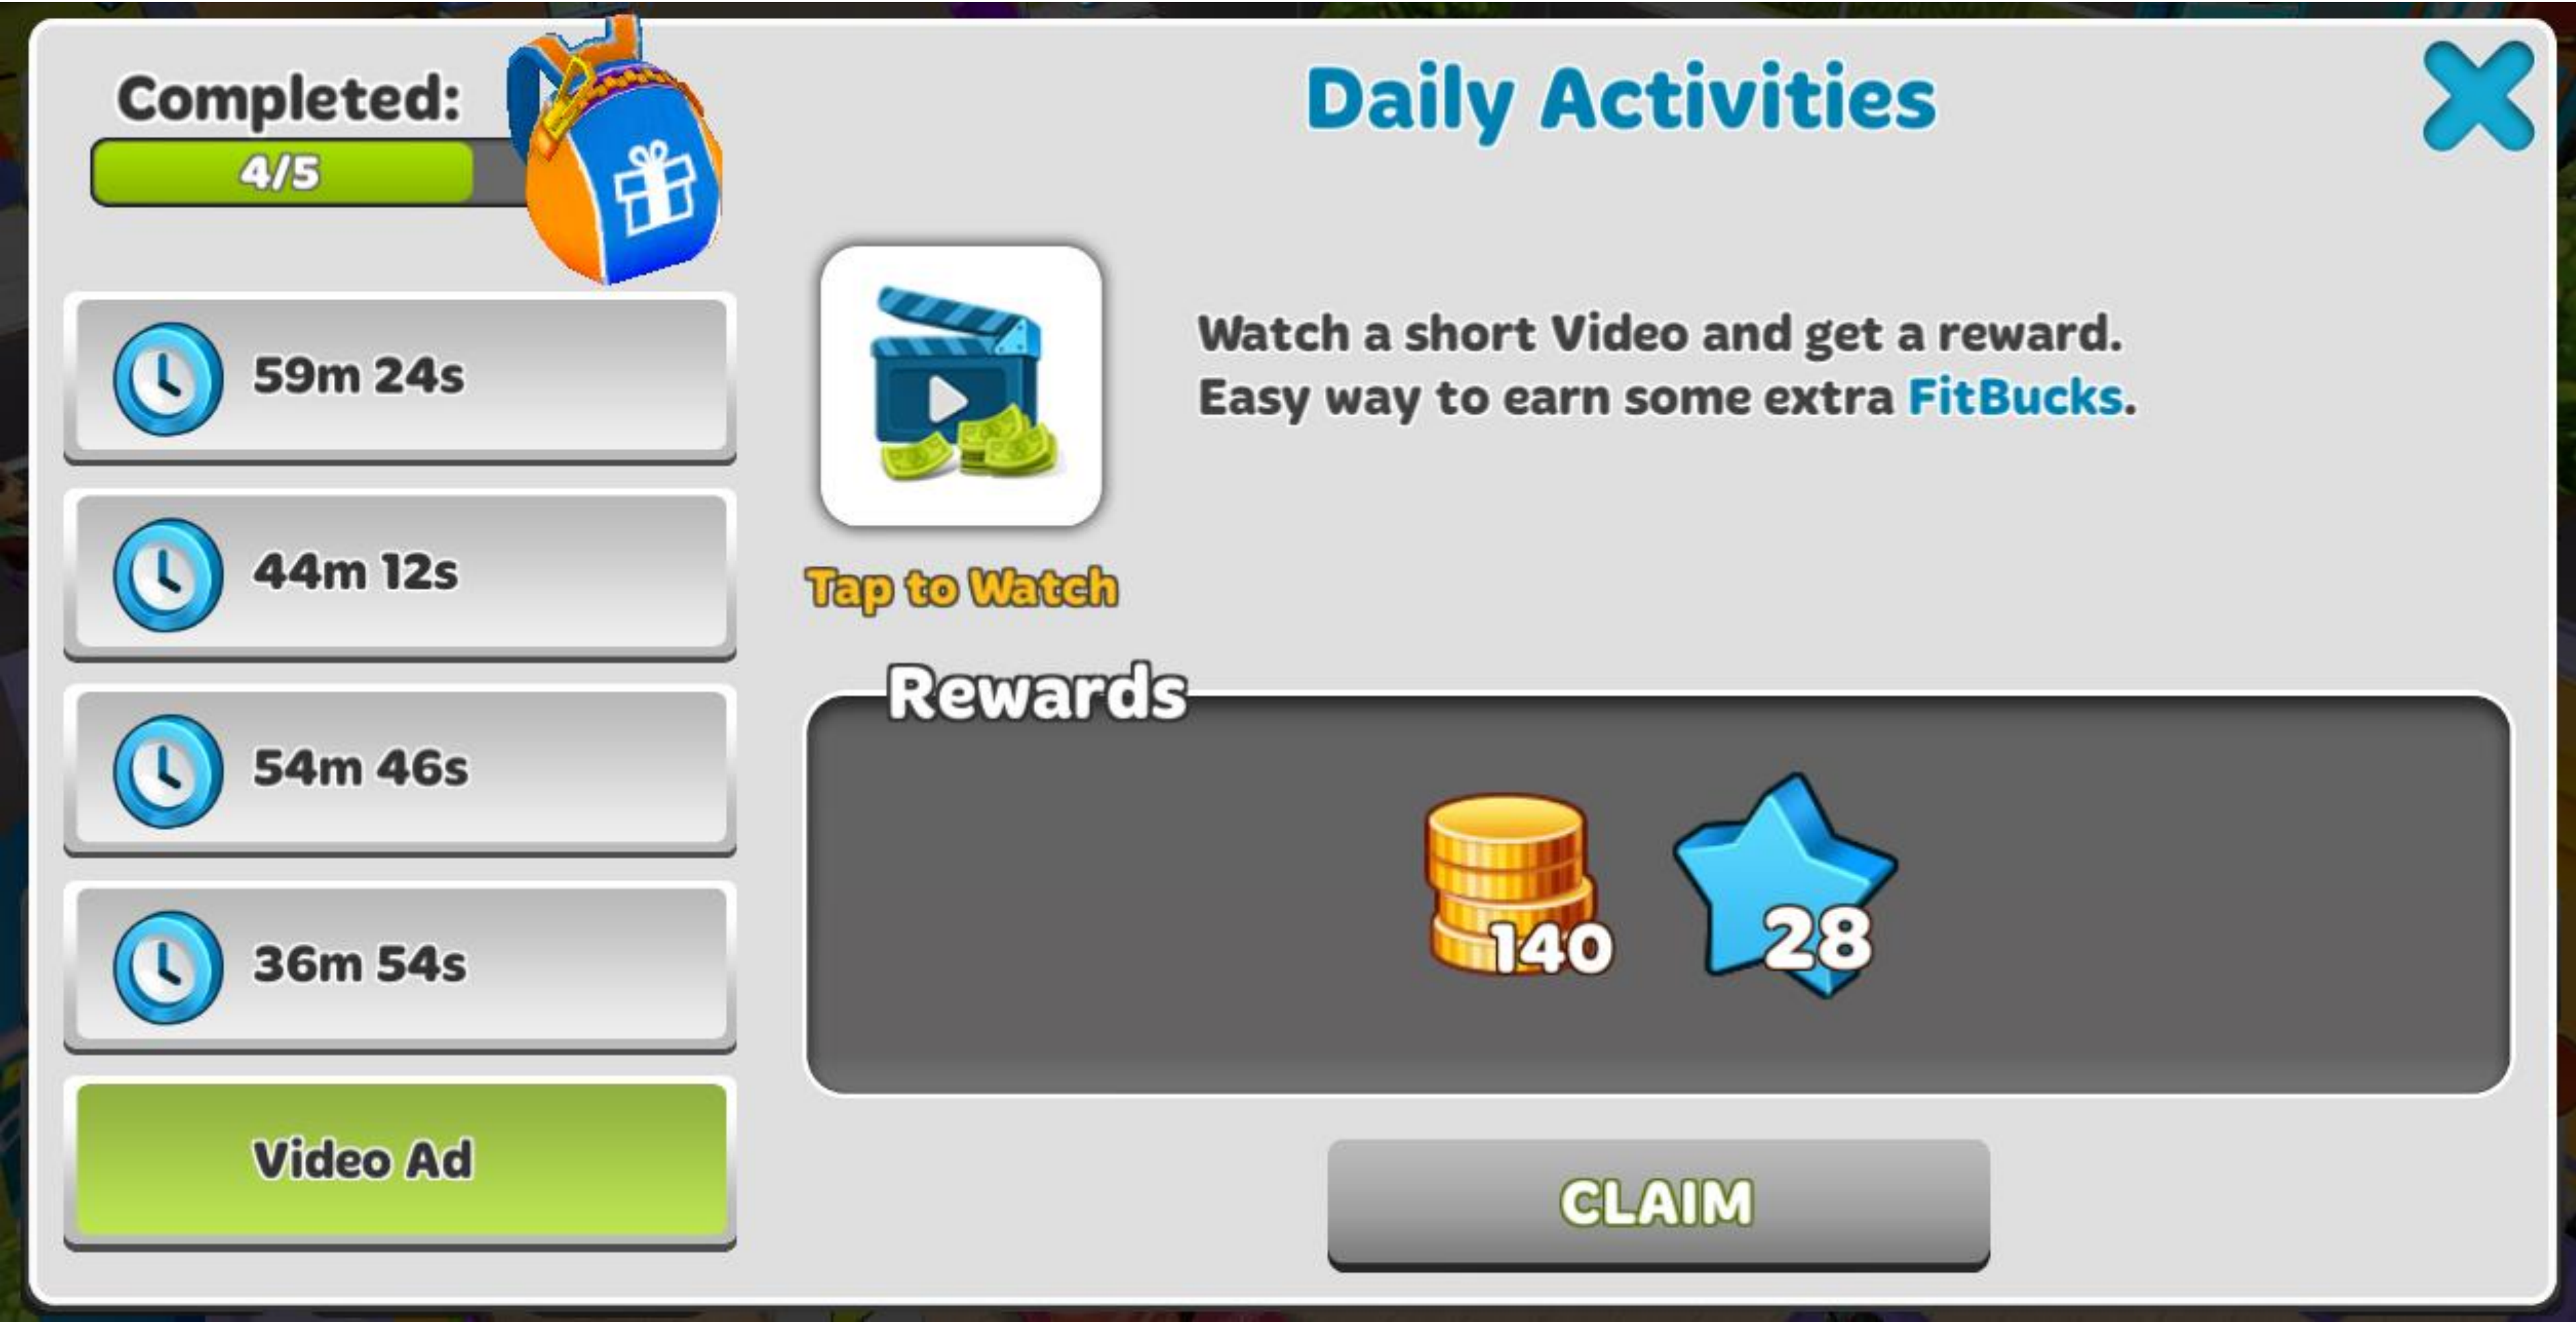 Completed:
4/5
Daily Activities
59m 24s
44m 12s
54m 46s
36m 54s
Video Ad
Watch a short Video and get a reward.
Easy way to earn some extra FitBucks.
Tap to Watch
Rewards
140
28
CLAIM